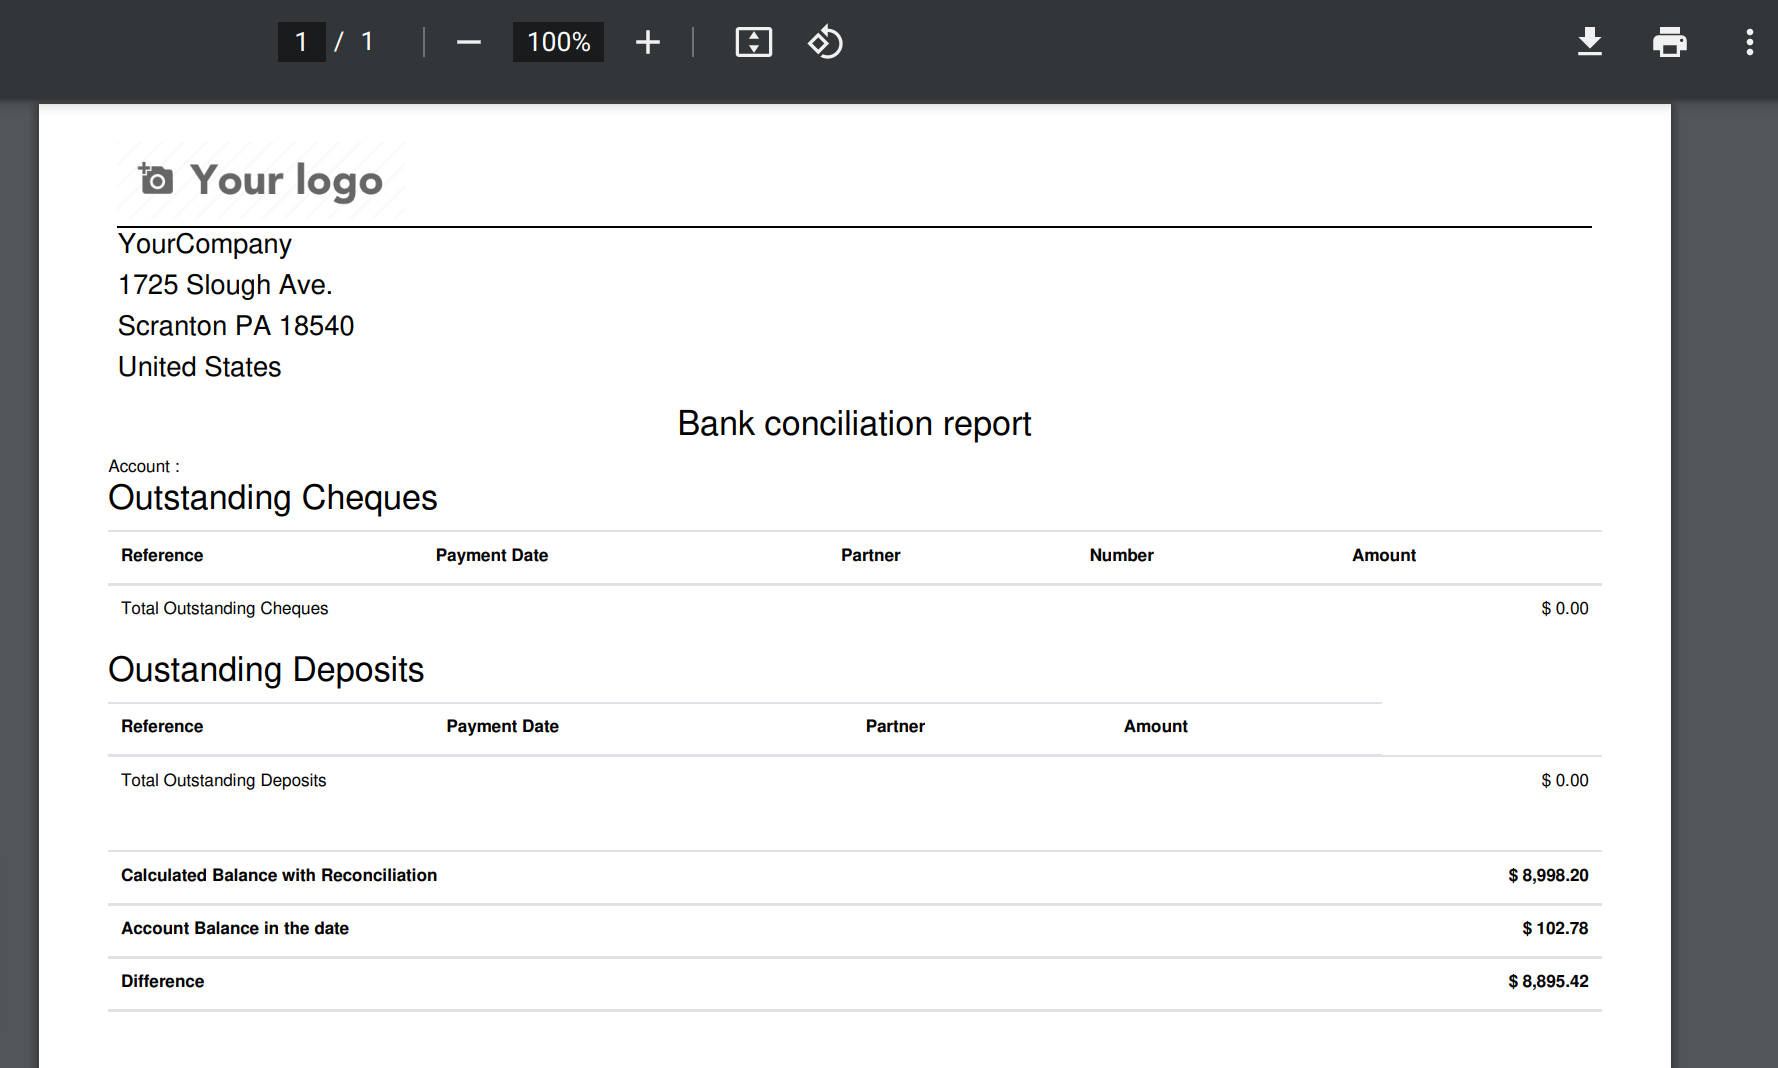 1 / 1 100%
Your logo
YourCompany
1725 Slough Ave.
Scranton PA 18540
United States
Bank conciliation report
Account :
Outstanding Cheques
Reference Payment Date Partner Number Amount
Total Outstanding Cheques $ 0.00
Oustanding Deposits
Reference Payment Date Partner Amount
Total Outstanding Deposits $ 0.00
Calculated Balance with Reconciliation $ 8,998.20
Account Balance in the date $ 102.78
Difference $ 8,895.42